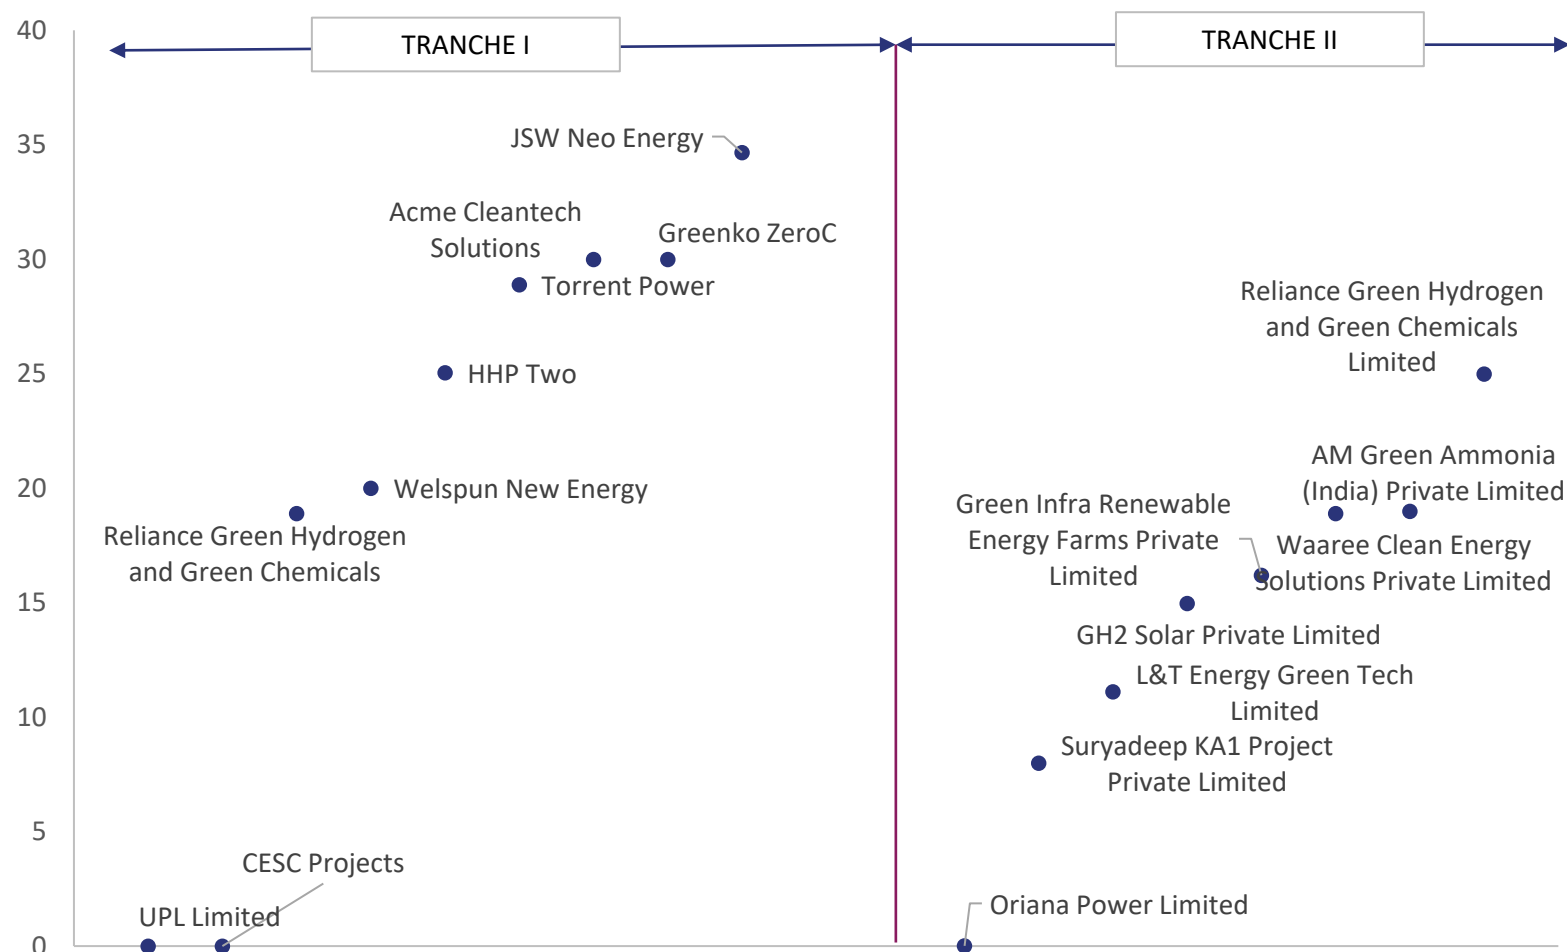 40
TRANCHE I
TRANCHE II
35
JSW Neo Energy
Acme Cleantech
Solutions
Greenko ZeroC
30
Torrent Power
Reliance Green Hydrogen
and Green Chemicals
Limited
25
HHP Two
20
Welspun New Energy
Reliance Green Hydrogen
and Green Chemicals
AM Green Ammonia
(India) Private Limited
Green Infra Renewable
Energy Farms Private
Limited
Waaree Clean Energy
Solutions Private Limited
15
GH2 Solar Private Limited
L&T Energy Green Tech
Limited
10
Suryadeep KA1 Project
Private Limited
5
CESC Projects
UPL Limited
Oriana Power Limited
0